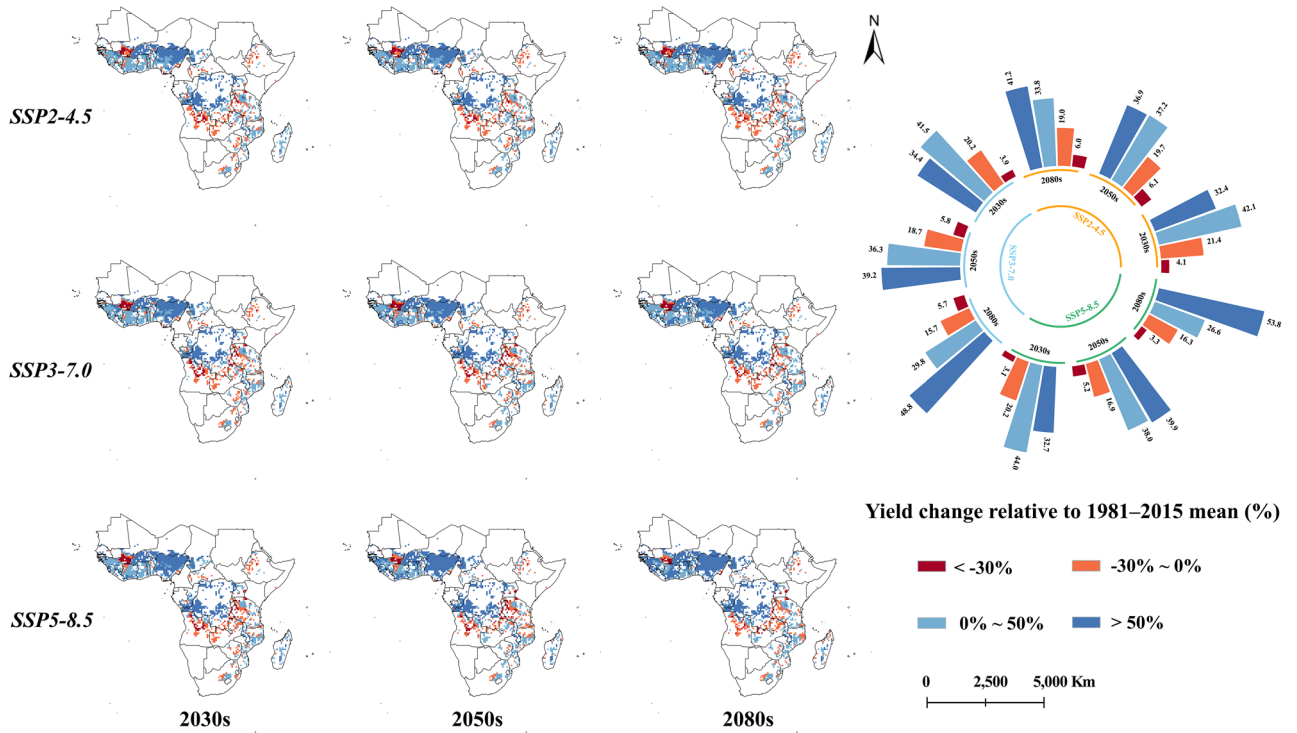 SSP2-4.5
SSP3-7.0
SSP5-8.5
2030s
2050s
2080s
N
41.2
33.8
19.0
6.0
2080s
36.9
37.2
19.7
6.1
2050s
32.4
42.1
21.4
4.1
2030s
SSP2-4.5
41.5
34.4
20.2
3.9
2030s
5.8
18.7
36.3
39.2
2050s
5.7
15.7
29.8
48.8
2080s
SSP3-7.0
3.1
20.2
44.0
32.7
2030s
5.2
16.9
38.0
39.9
2050s
3.3
16.3
26.6
53.8
2080s
SSP5-8.5
Yield change relative to 1981–2015 mean (%)
< -30%
-30% ~ 0%
0% ~ 50%
> 50%
0 2,500 5,000 Km